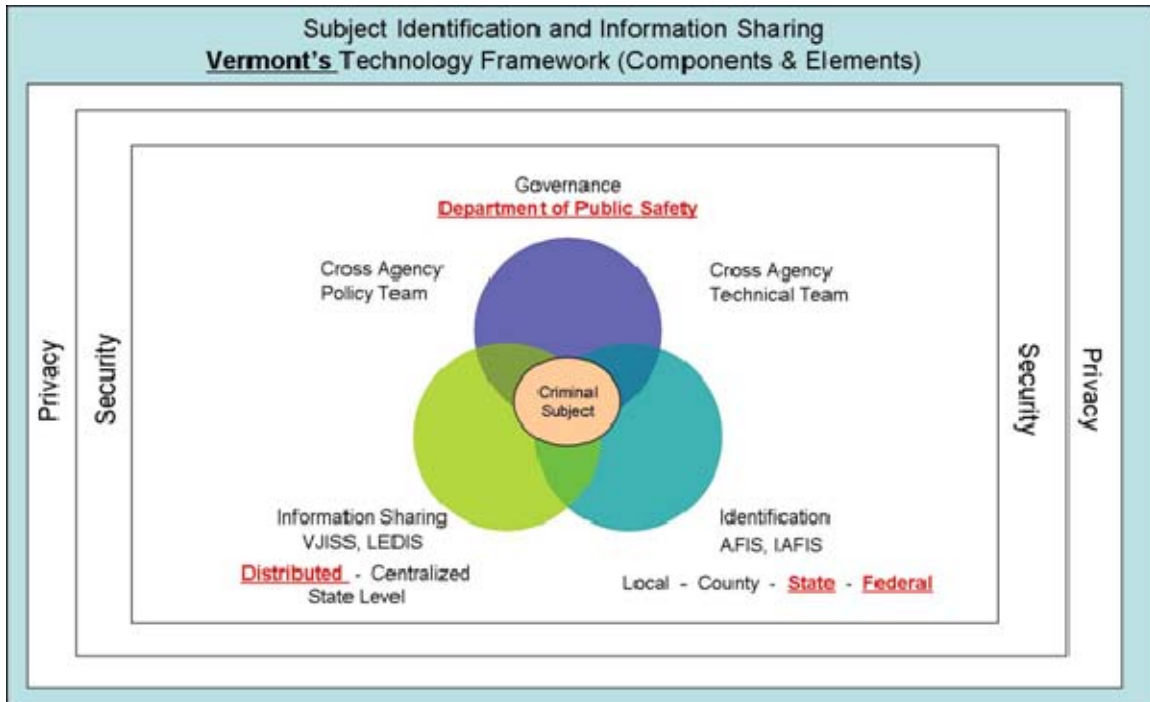 Subject Identification and Information Sharing
Vermont's Technology Framework (Components & Elements)
Privacy
Security
Governance
Department of Public Safety
Cross Agency
Policy Team
Cross Agency
Technical Team
Criminal
Subject
Security
Privacy
Information Sharing
VJISS, LEDIS
Distributed - Centralized
State Level
Identification
AFIS, IAFIS
Local - County - State - Federal